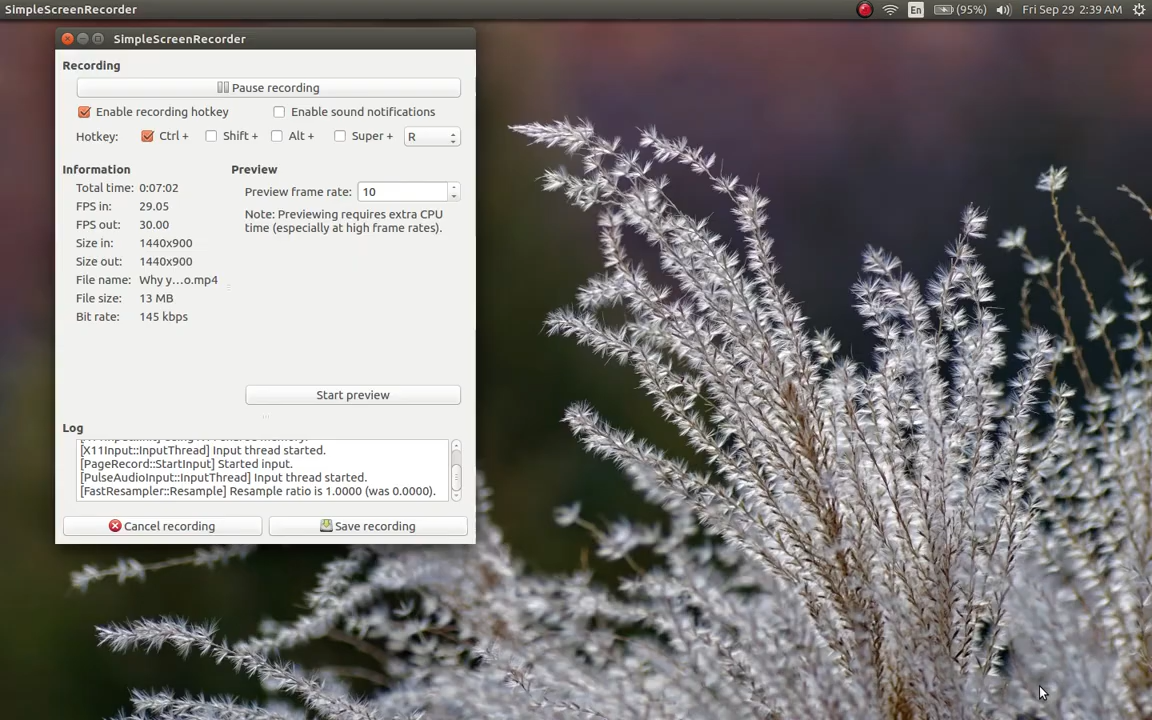 SimpleScreenRecorder
En (95%) Fri Sep 29 2:39 AM
SimpleScreenRecorder
Recording
Pause recording
Enable recording hotkey Enable sound notifications
Hotkey: Ctrl + Shift + Alt + Super + R
Information
Total time: 0:07:02
FPS in: 29.05
FPS out: 30.00
Size in: 1440x900
Size out: 1440x900
File name: Why y...o.mp4
File size: 13 MB
Bit rate: 145 kbps
Preview
Preview frame rate: 10
Note: Previewing requires extra CPU
time (especially at high frame rates).
Start preview
Log
[X11Input::InputThread] Input thread started.
[PageRecord::StartInput] Started input.
[PulseAudioInput::InputThread] Input thread started.
[FastResampler::Resample] Resample ratio is 1.0000 (was 0.0000).
Cancel recording Save recording